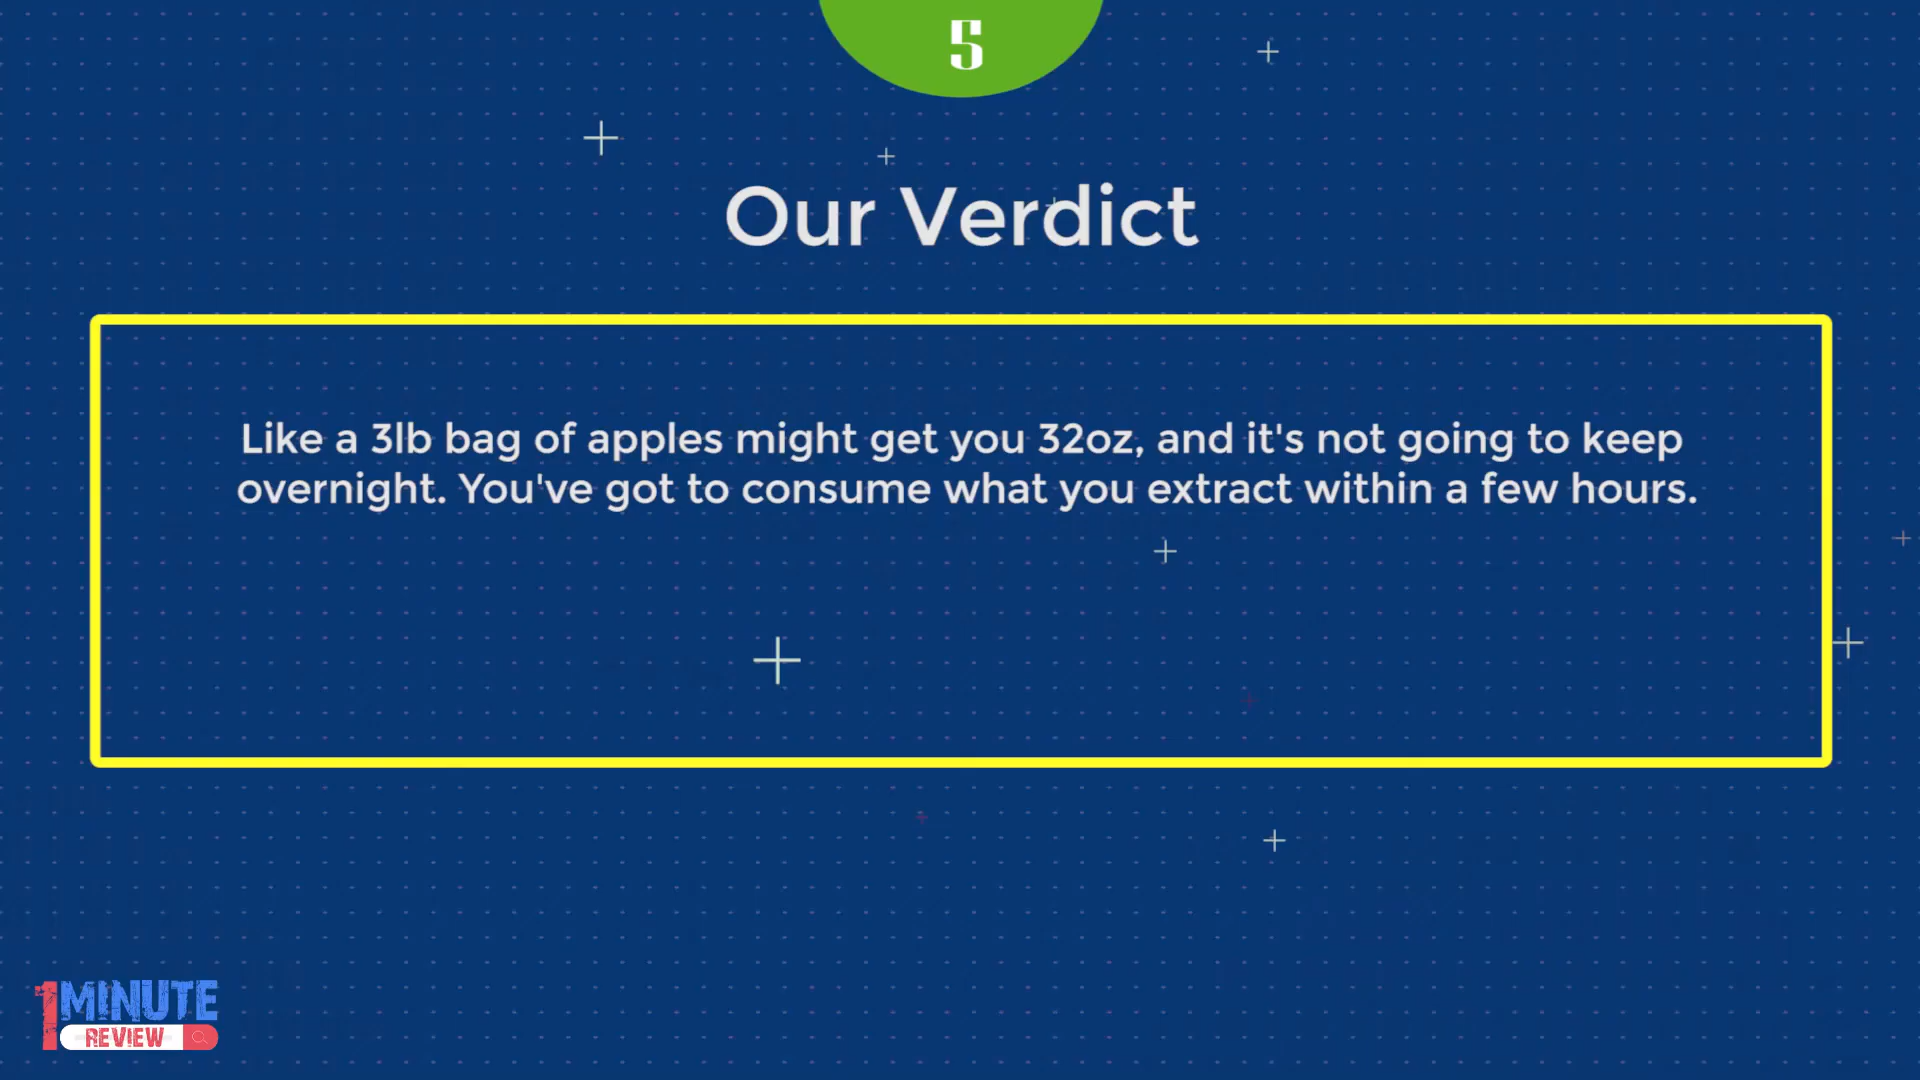 5
Our Verdict
Like a 3lb bag of apples might get you 32oz, and it's not going to keep
overnight. You've got to consume what you extract within a few hours.
1MINUTE
REVIEW